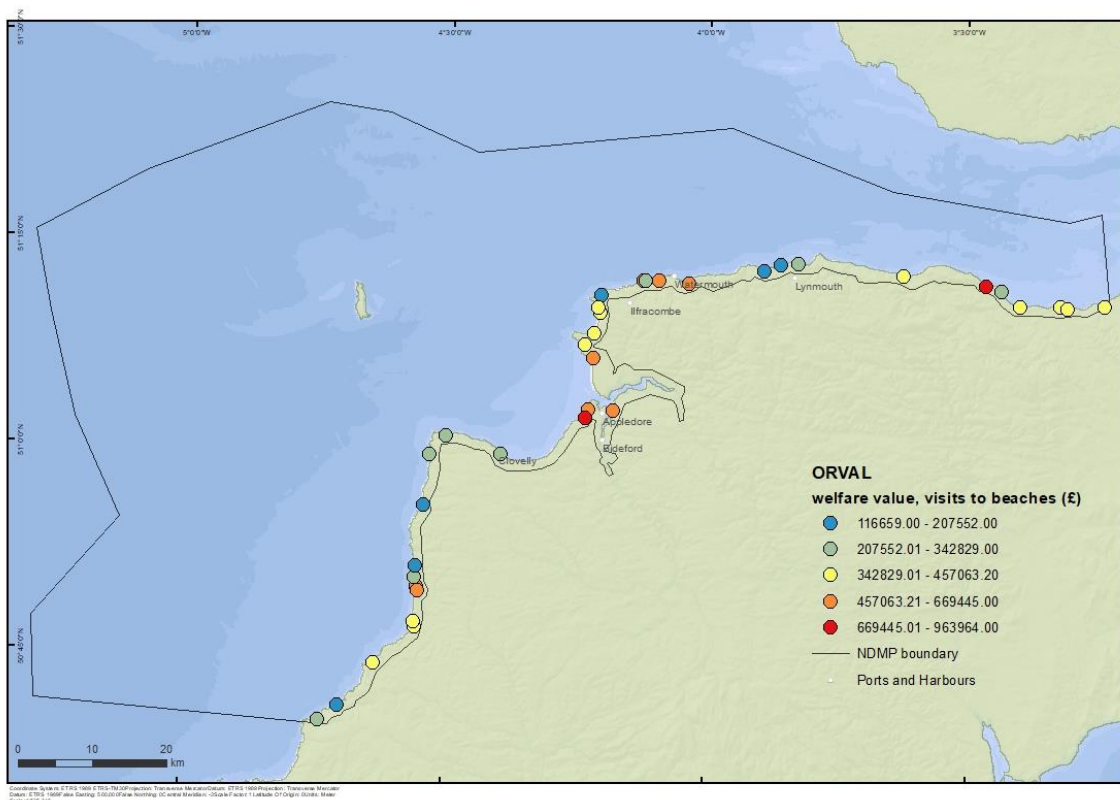 5°0'0"W 4°30'0"W 4°0'0"W 3°30'0"W
51°15'0"N
51°0'0"N
50°45'0"N
Watermouth
Lynmouth
Ilfracombe
Appledore
Bideford
Clovelly
ORVAL
welfare value, visits to beaches (£)
116659.00 - 207552.00
207552.01 - 342829.00
342829.01 - 457063.20
457063.21 - 669445.00
669445.01 - 963964.00
NDMP boundary
Ports and Harbours
0 10 20
km